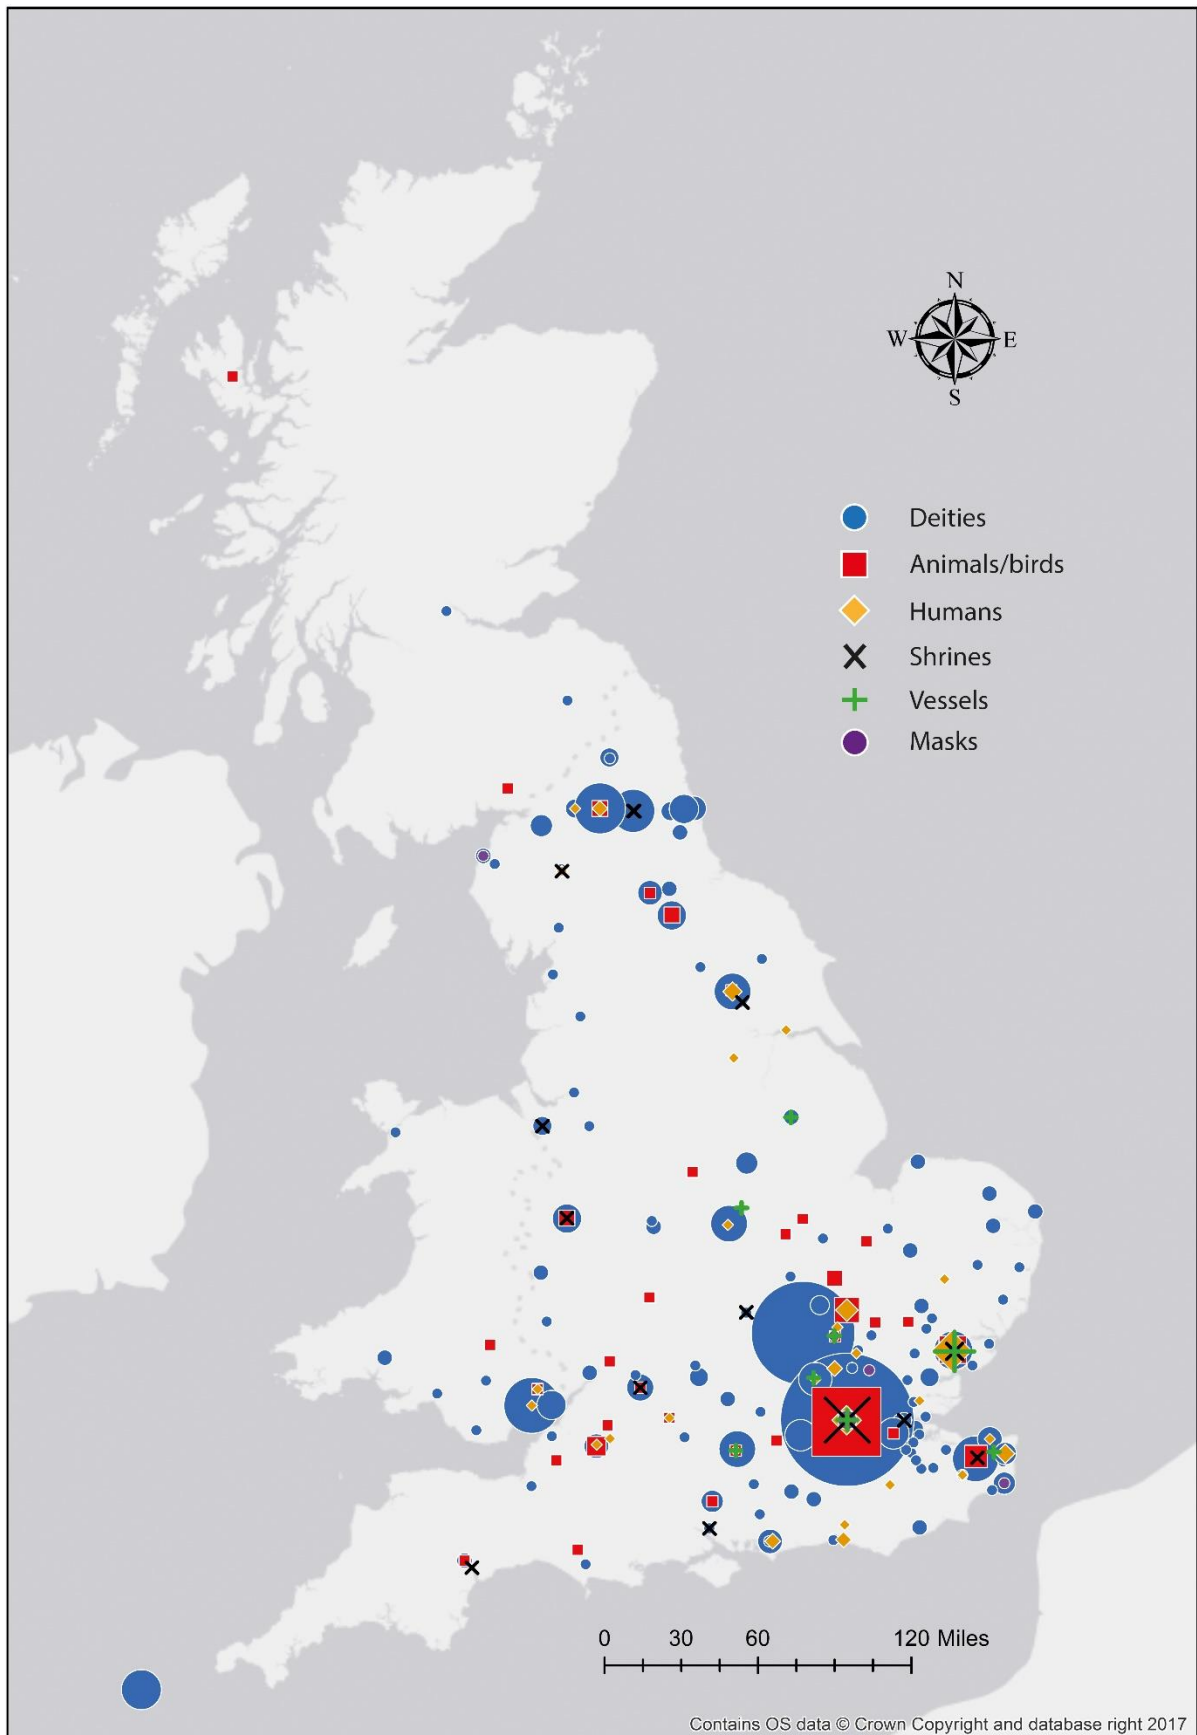 N
W E
S
Deities
Animals/birds
Humans
Shrines
Vessels
Masks
0 30 60 120 Miles
Contains OS data © Crown Copyright and database right 2017